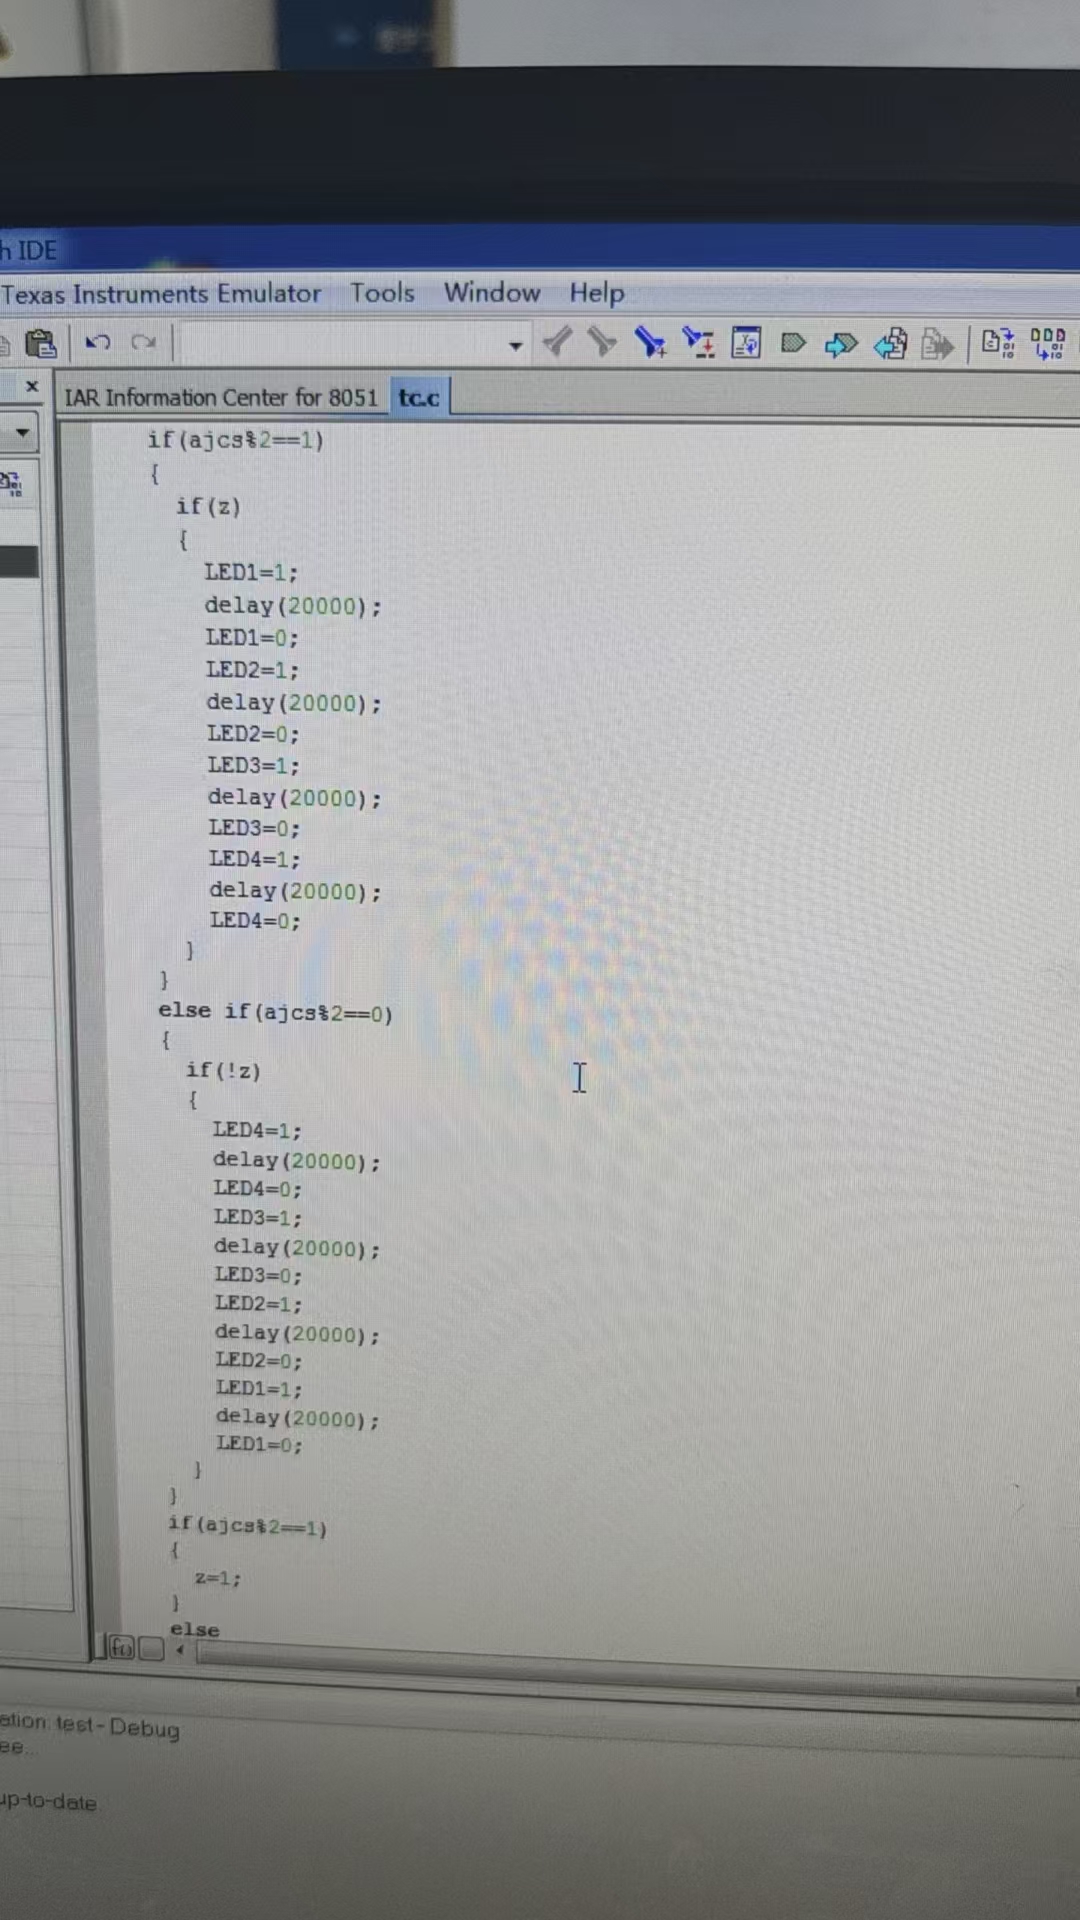 h IDE
Texas Instruments Emulator Tools Window Help
IAR Information Center for 8051 tc.c
if(ajcs%2==1)
{
if(z)
{
LED1=1;
delay(20000);
LED1=0;
LED2=1;
delay(20000);
LED2=0;
LED3=1;
delay(20000);
LED3=0;
LED4=1;
delay(20000);
LED4=0;
}
}
else if(ajcs%2==0)
{
if(!z)
{
LED4=1;
delay(20000);
LED4=0;
LED3=1;
delay(20000);
LED3=0;
LED2=1;
delay(20000);
LED2=0;
LED1=1;
delay(20000);
LED1=0;
}
}
if(ajcs%2==1)
{
z=1;
}
else
ation: test - Debug
ee...
up-to-date